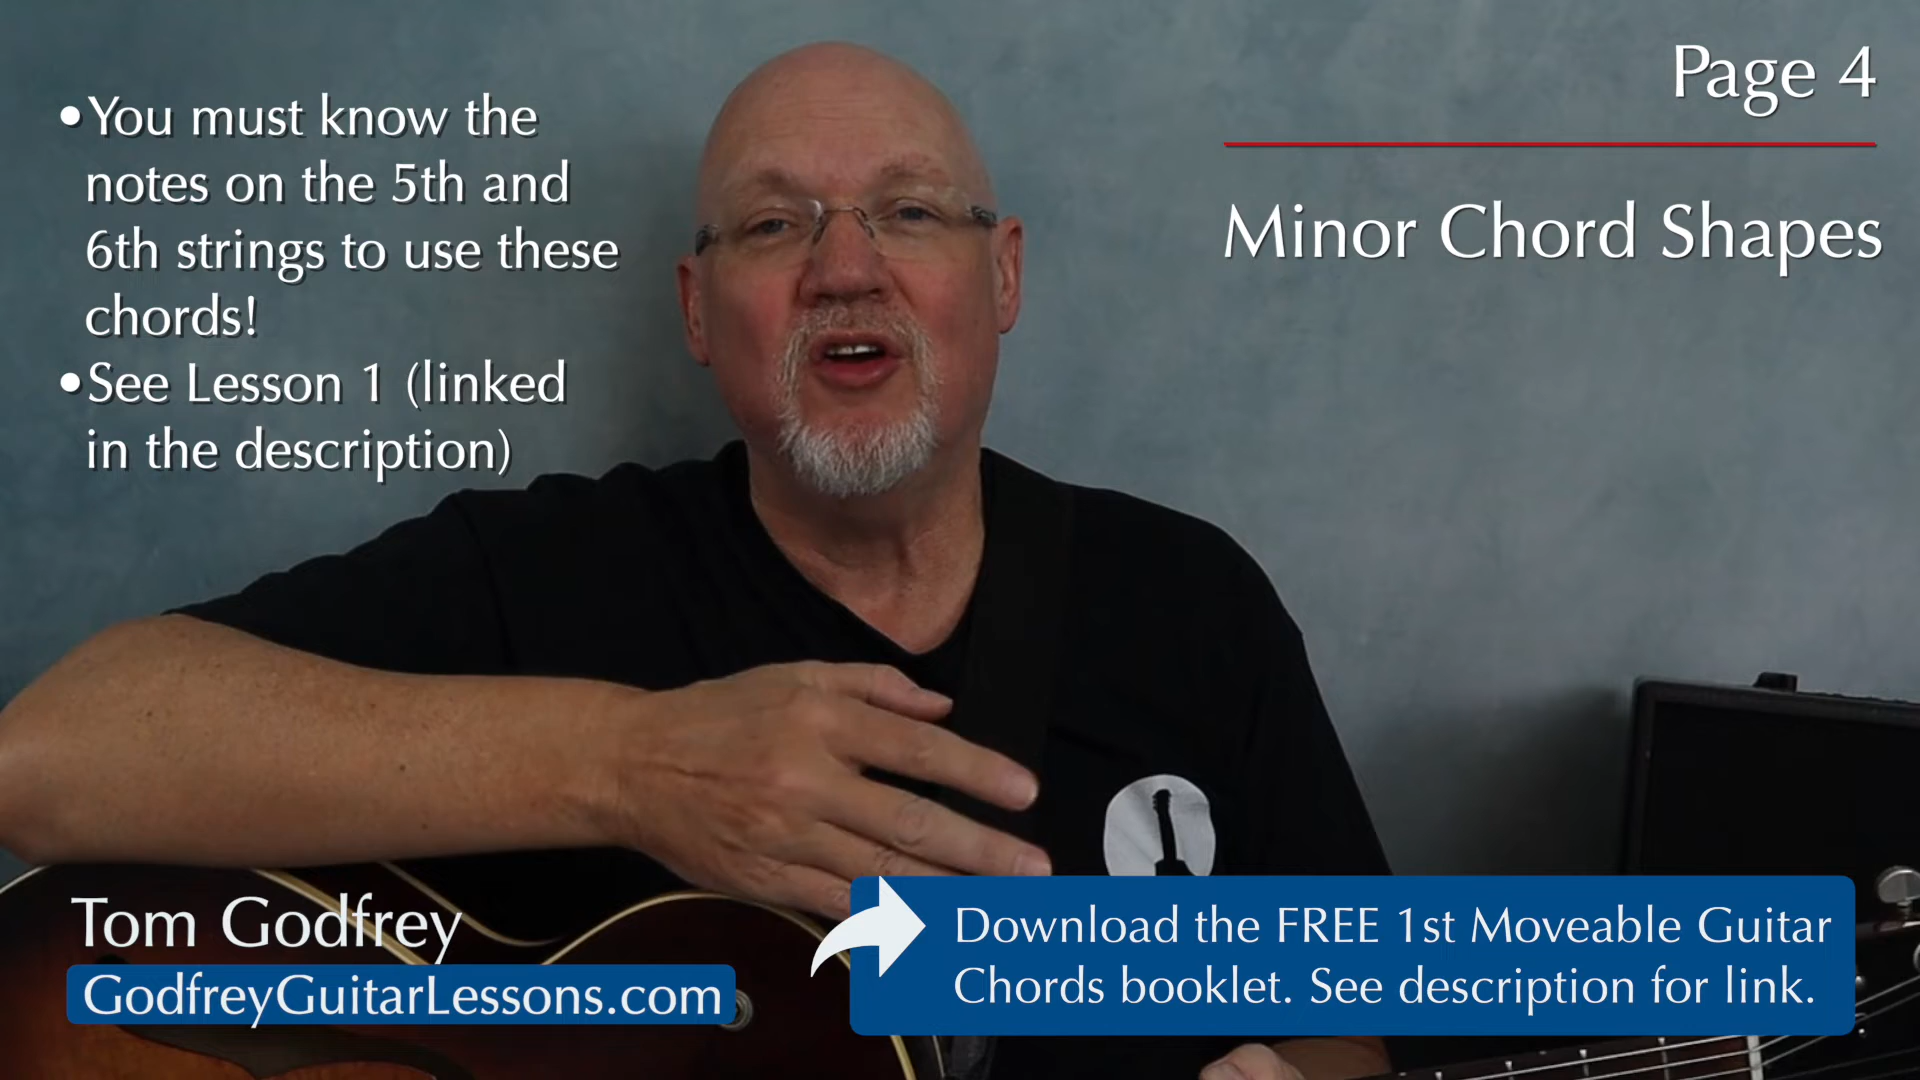 •You must know the
notes on the 5th and
6th strings to use these
chords!
•See Lesson 1 (linked
in the description)
Page 4
Minor Chord Shapes
Tom Godfrey
GodfreyGuitarLessons.com
Download the FREE 1st Moveable Guitar
Chords booklet. See description for link.